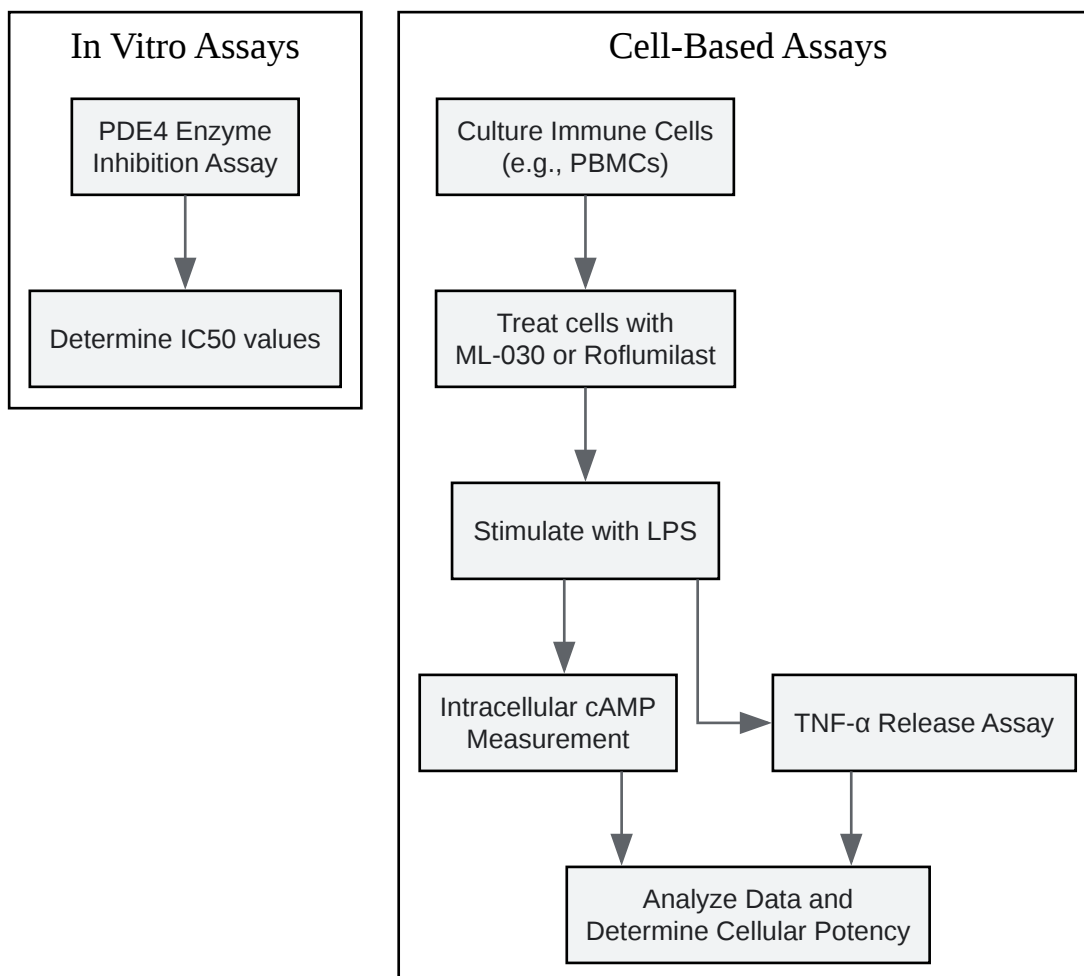 In Vitro Assays
PDE4 Enzyme
Inhibition Assay
Determine IC50 values
Cell-Based Assays
Culture Immune Cells
(e.g., PBMCs)
Treat cells with
ML-030 or Roflumilast
Stimulate with LPS
Intracellular cAMP
Measurement
TNF-α Release Assay
Analyze Data and
Determine Cellular Potency